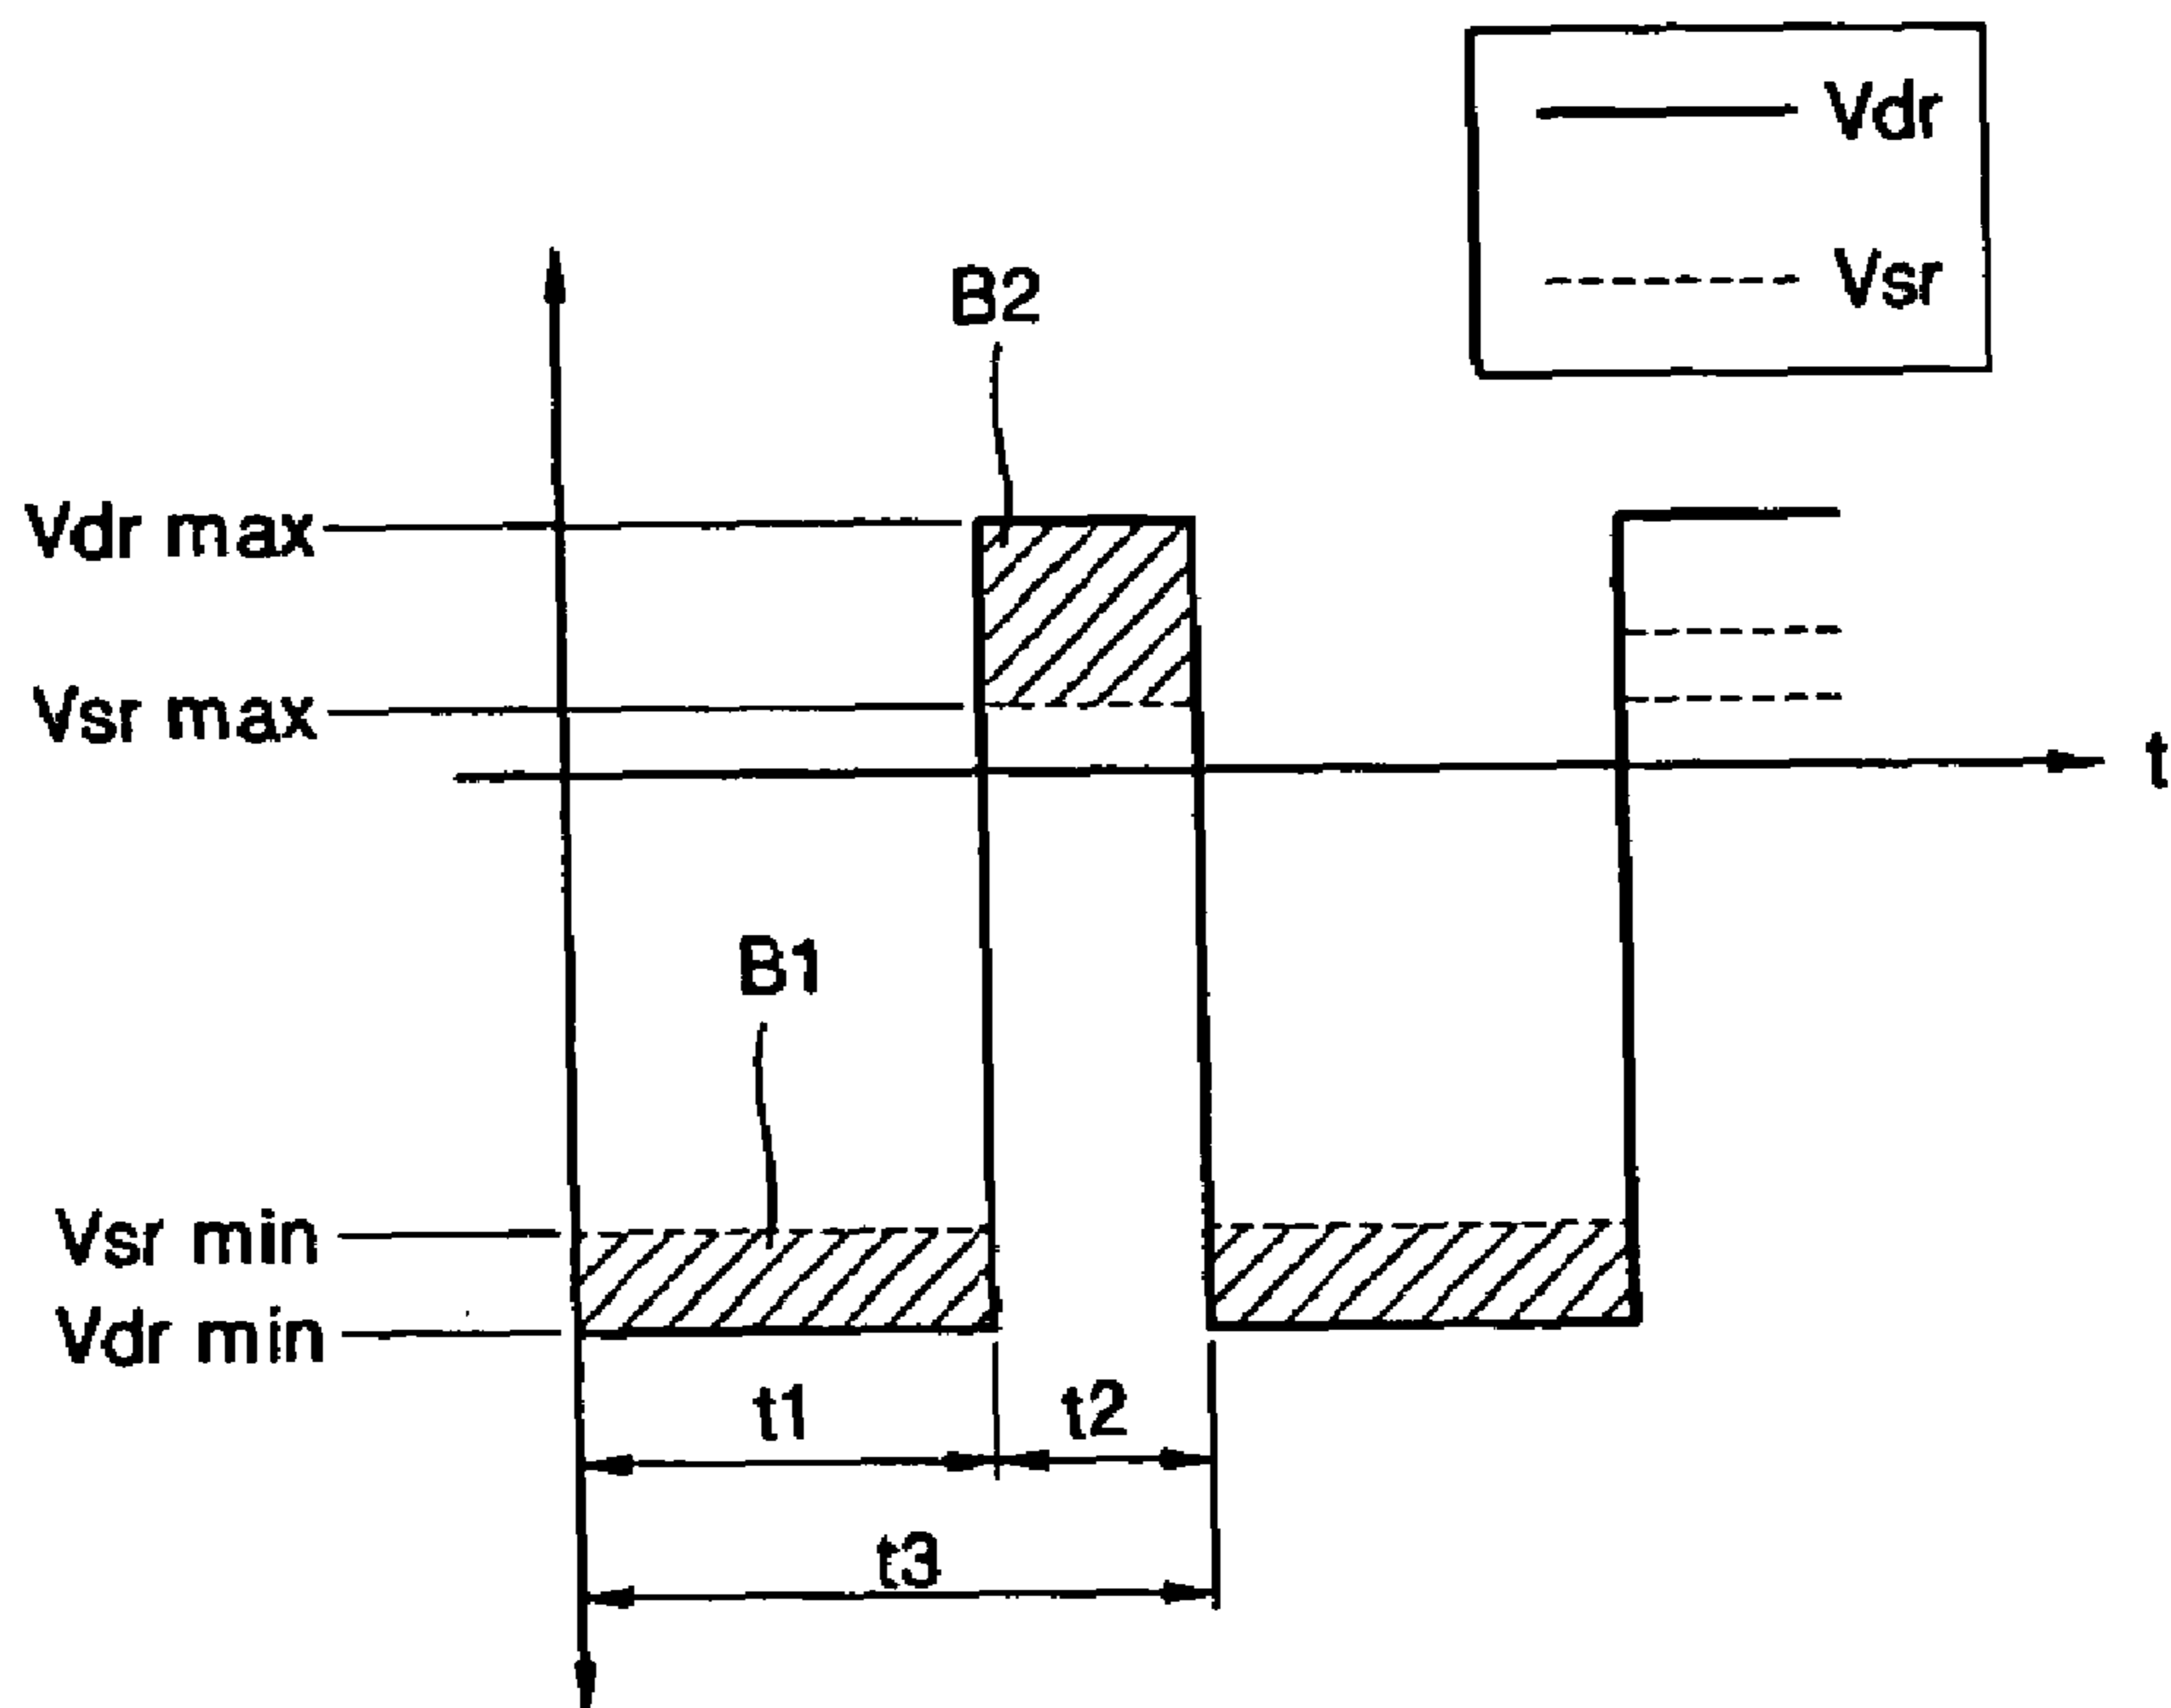 Vdr
Vsr
B2
Vdr max
Vsr max
t
B1
Vsr min
Vdr min
t1
t2
t3